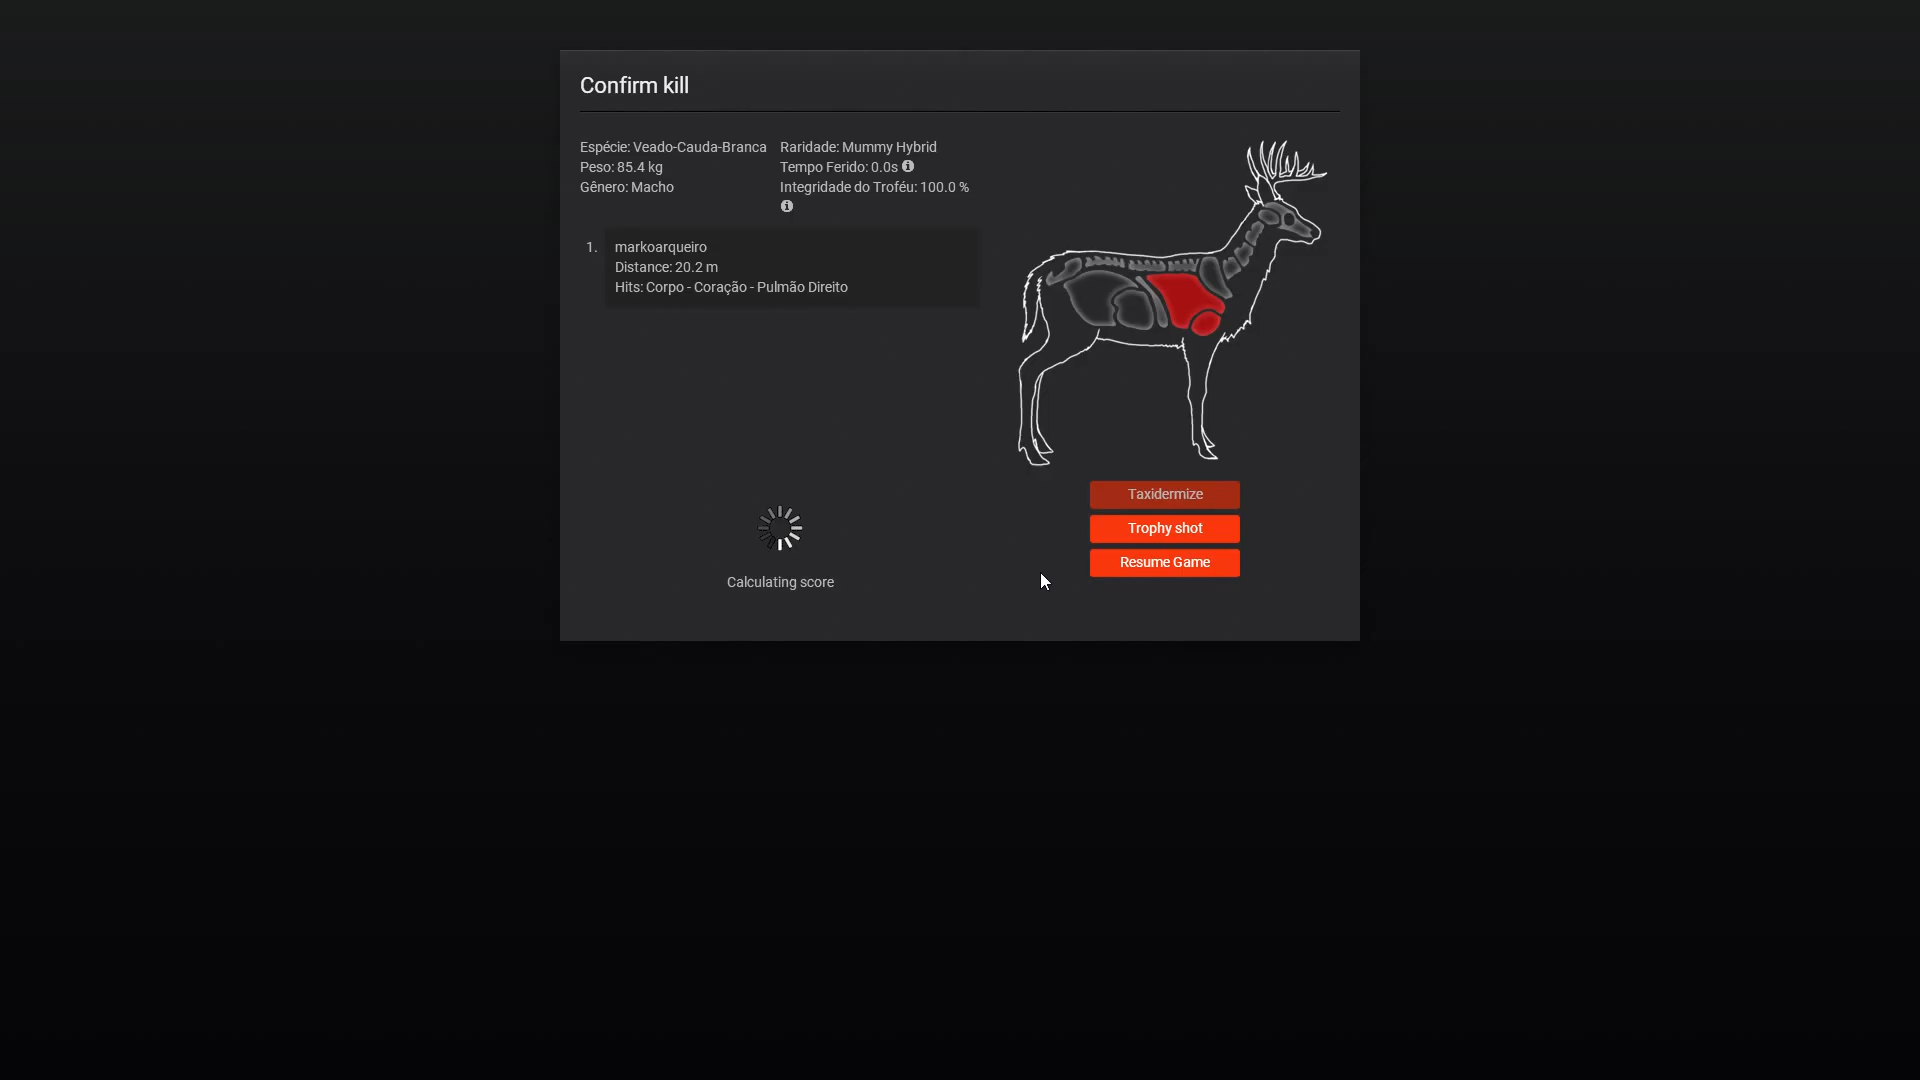 Confirm kill
Espécie: Veado-Cauda-Branca
Peso: 85.4 kg
Gênero: Macho
Raridade: Mummy Hybrid
Tempo Ferido: 0.0s
Integridade do Troféu: 100.0 %
1.
markoarqueiro
Distance: 20.2 m
Hits: Corpo - Coração - Pulmão Direito
Taxidermize
Trophy shot
Resume Game
Calculating score